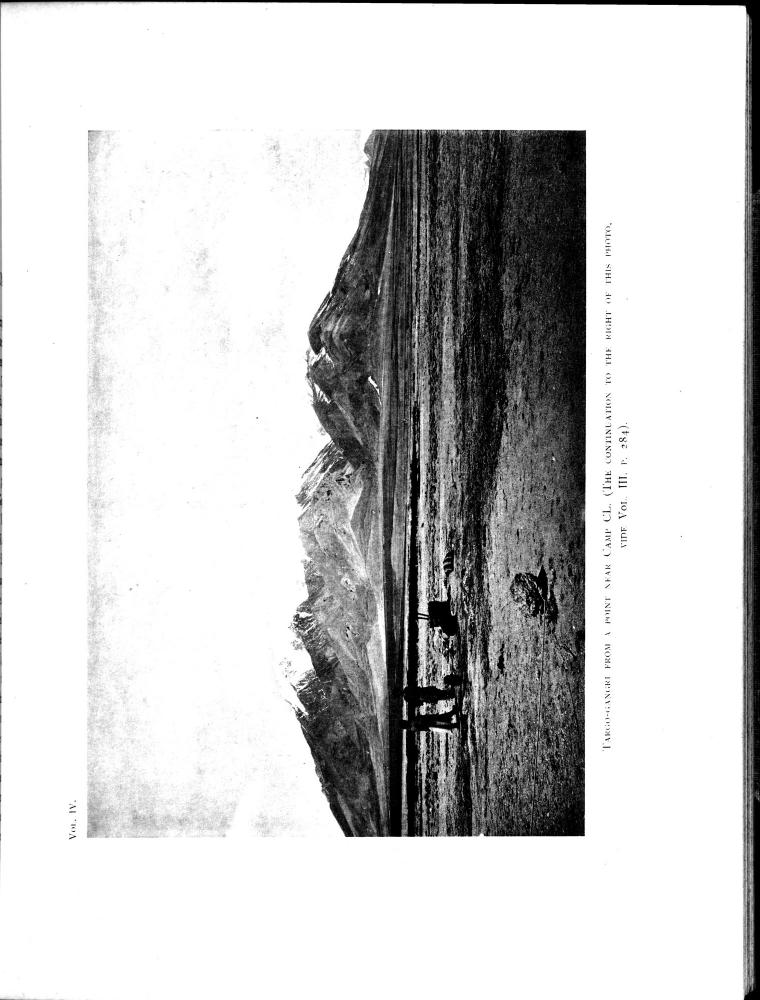 Vol. IV.
Targo-gangri from a point near Camp CL. (The continuation to the right of this photo,
vide Vol. III. p. 284).